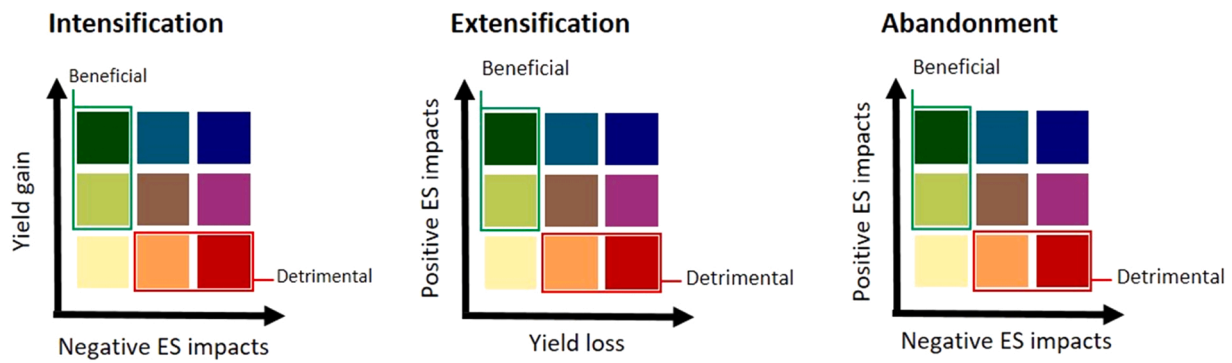 Intensification
Beneficial
Yield gain
Detrimental
Negative ES impacts
Extensification
Beneficial
Positive ES impacts
Detrimental
Yield loss
Abandonment
Beneficial
Positive ES impacts
Detrimental
Negative ES impacts